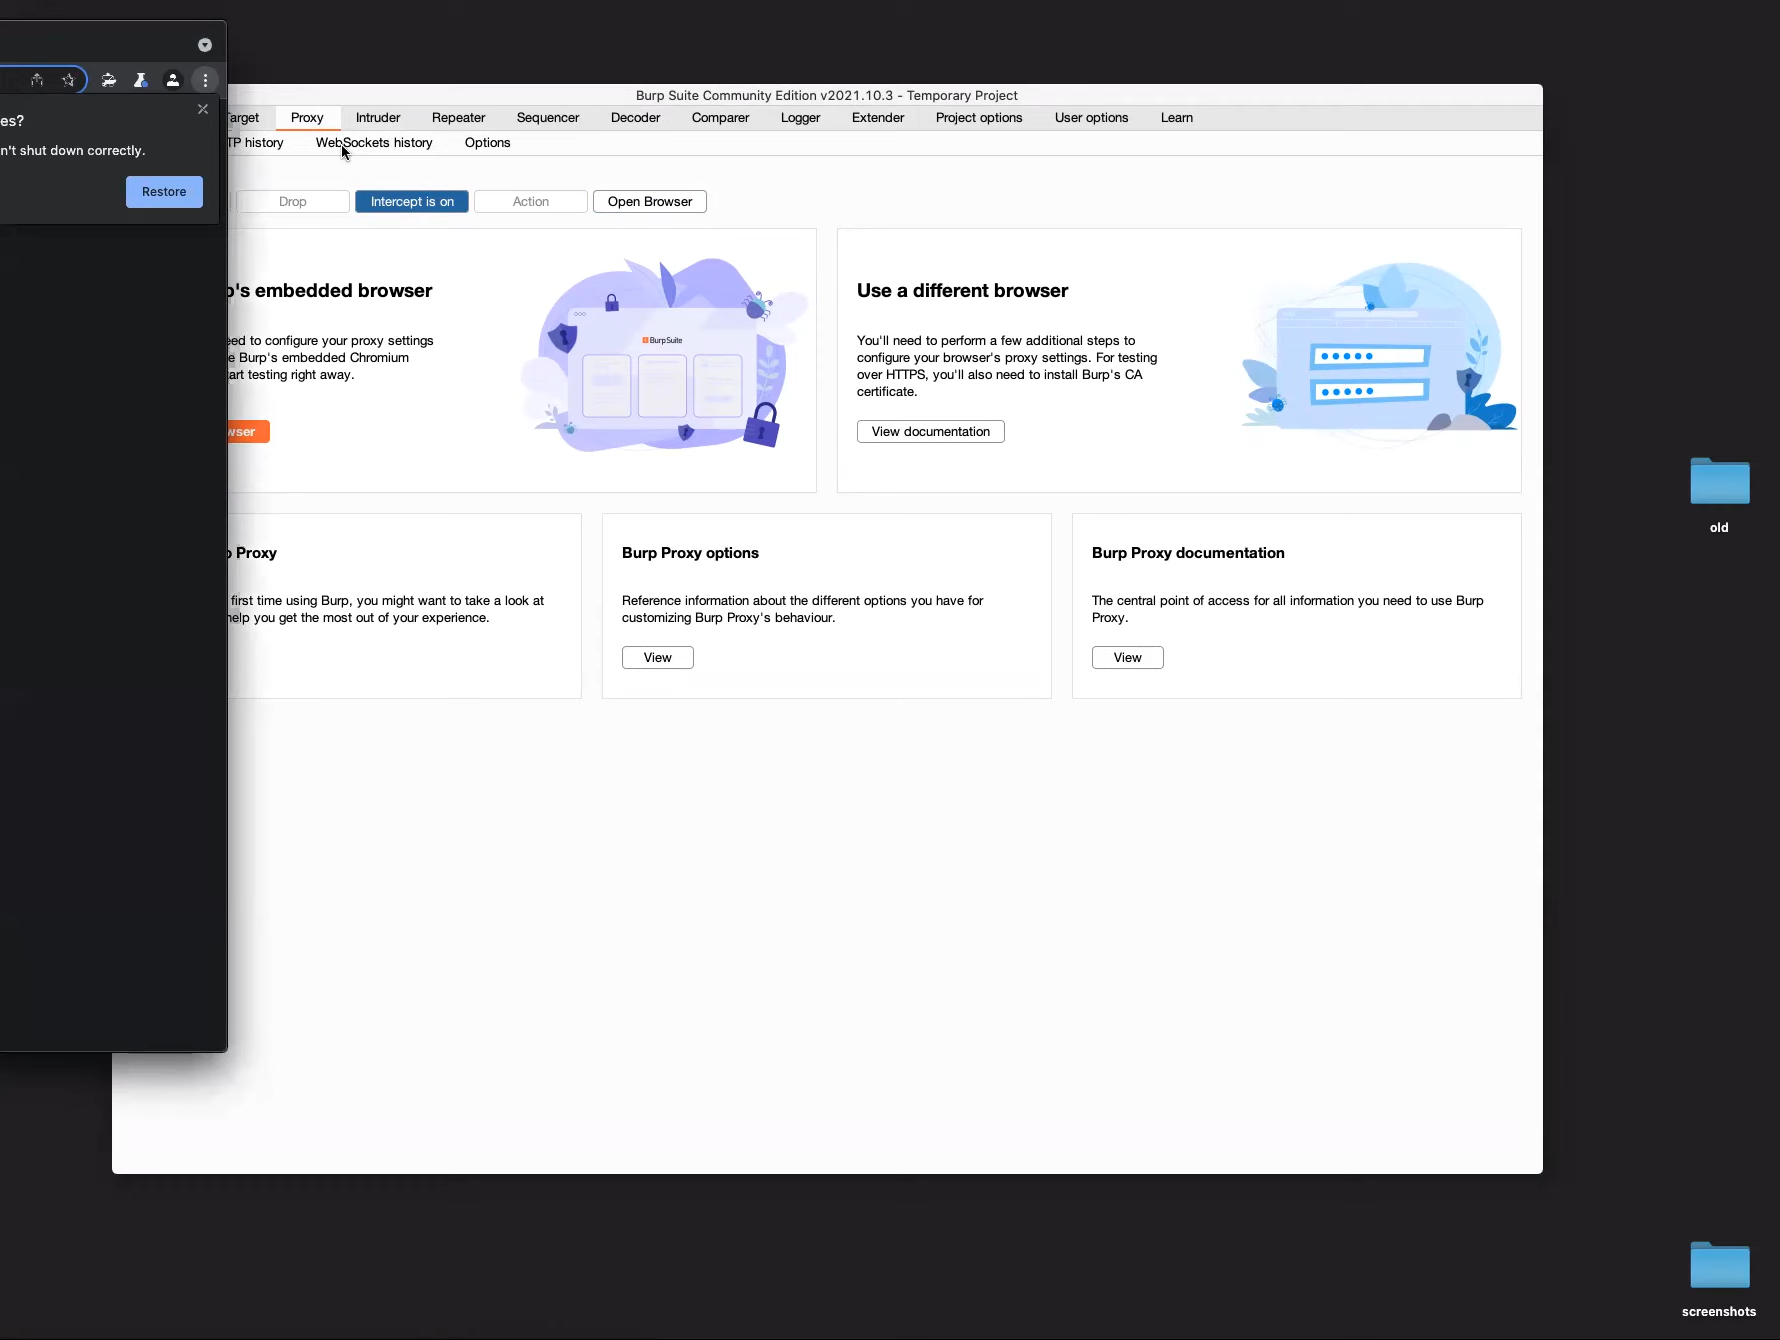 es?
n't shut down correctly.
Restore
Burp Suite Community Edition v2021.10.3 - Temporary Project
Target Proxy Intruder Repeater Sequencer Decoder Comparer Logger Extender Project options User options Learn
TP history WebSockets history Options
Drop Intercept is on Action Open Browser
's embedded browser
eed to configure your proxy settings
e Burp's embedded Chromium
art testing right away.
wser
BurpSuite
Use a different browser
You'll need to perform a few additional steps to
configure your browser's proxy settings. For testing
over HTTPS, you'll also need to install Burp's CA
certificate.
View documentation
Proxy
first time using Burp, you might want to take a look at
help you get the most out of your experience.
Burp Proxy options
Reference information about the different options you have for
customizing Burp Proxy's behaviour.
View
Burp Proxy documentation
The central point of access for all information you need to use Burp
Proxy.
View
old
screenshots